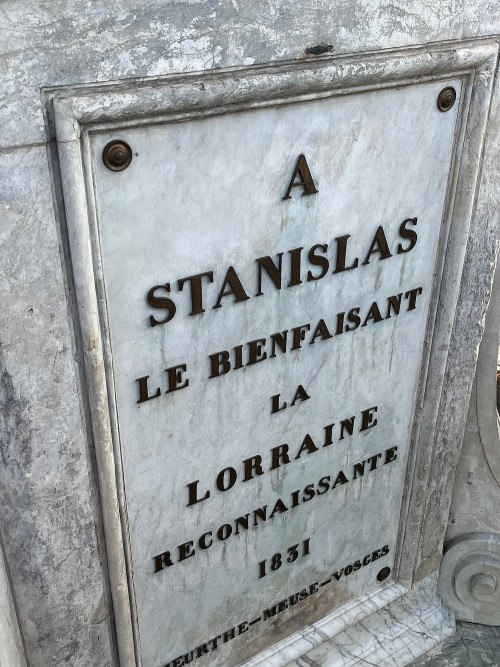 A
STANISLAS
LE BIENFAISANT
LA
LORRAINE
RECONNAISSANTE
1831
MEURTHE-MEUSE-VOSGES